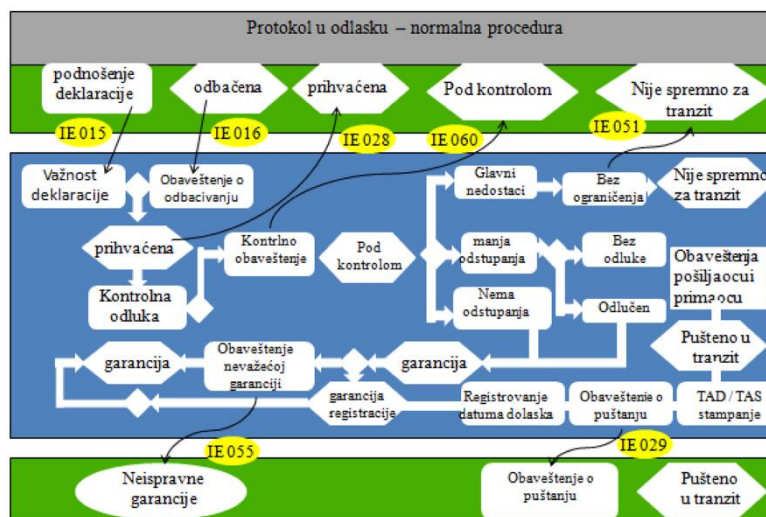 Protokol u odlasku – normalna procedura
podnošenje
deklaracije
odbačena
prihvaćena
Pod kontrolom
Nije spremno za
tranzit
IE 015
IE 016
IE 028
IE 060
IE 051
Važnost
deklaracije
Obaveštenje o
odbacivanju
Glavni
nedostaci
Bez
ograničenja
Nije spremno
za tranzit
prihvaćena
Kontrlno
obaveštenje
Pod
kontrolom
manja
odstupanja
Bez
odluke
Obaveštenja
pošiljaocu i
primaocu
Kontrolna
odluka
Nema
odstupanja
Odlučen
garancija
Obaveštenje
nevažećoj
garanciji
garancija
Pušteno u
tranzit
garancija
registracije
Registrovanje
datuma dolaska
Obaveštenje o
puštanju
TAD / TAS
stampanje
IE 055
IE 029
Neispravne
garancije
Obaveštenje o
puštanju
Pušteno
u tranzit